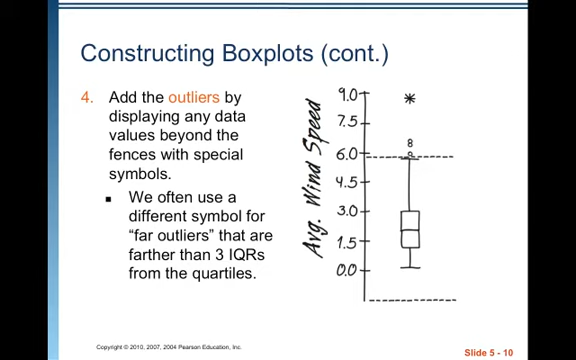 Constructing Boxplots (cont.)
4. Add the outliers by
displaying any data
values beyond the
fences with special
symbols.
■ We often use a
different symbol for
“far outliers” that are
farther than 3 IQRs
from the quartiles.
Avg. Wind Speed
9.0
7.5
6.0
4.5
3.0
1.5
0.0
Copyright © 2010, 2007, 2004 Pearson Education, Inc.
Slide 5 - 10